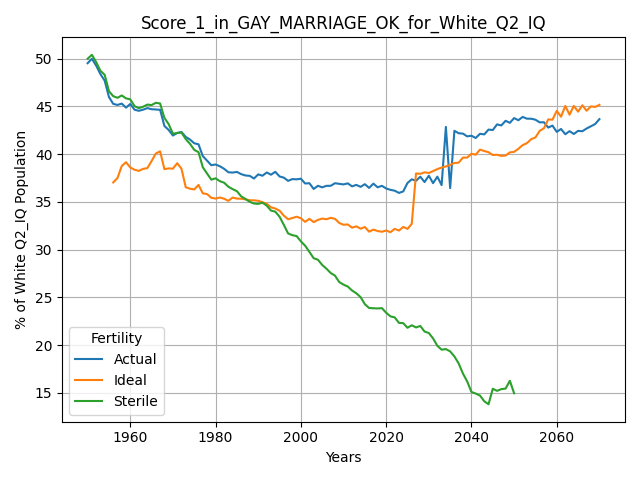 Score_1_in_GAY_MARRIAGE_OK_for_White_Q2_IQ
% of White Q2_IQ Population
50
45
40
35
30
25
20
15
Fertility
Actual
Ideal
Sterile
1960
1980
2000
2020
2040
2060
Years